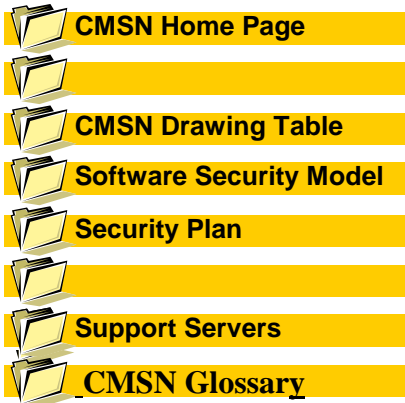 CMSN Home Page
CMSN Drawing Table
Software Security Model
Security Plan
Support Servers
CMSN Glossary